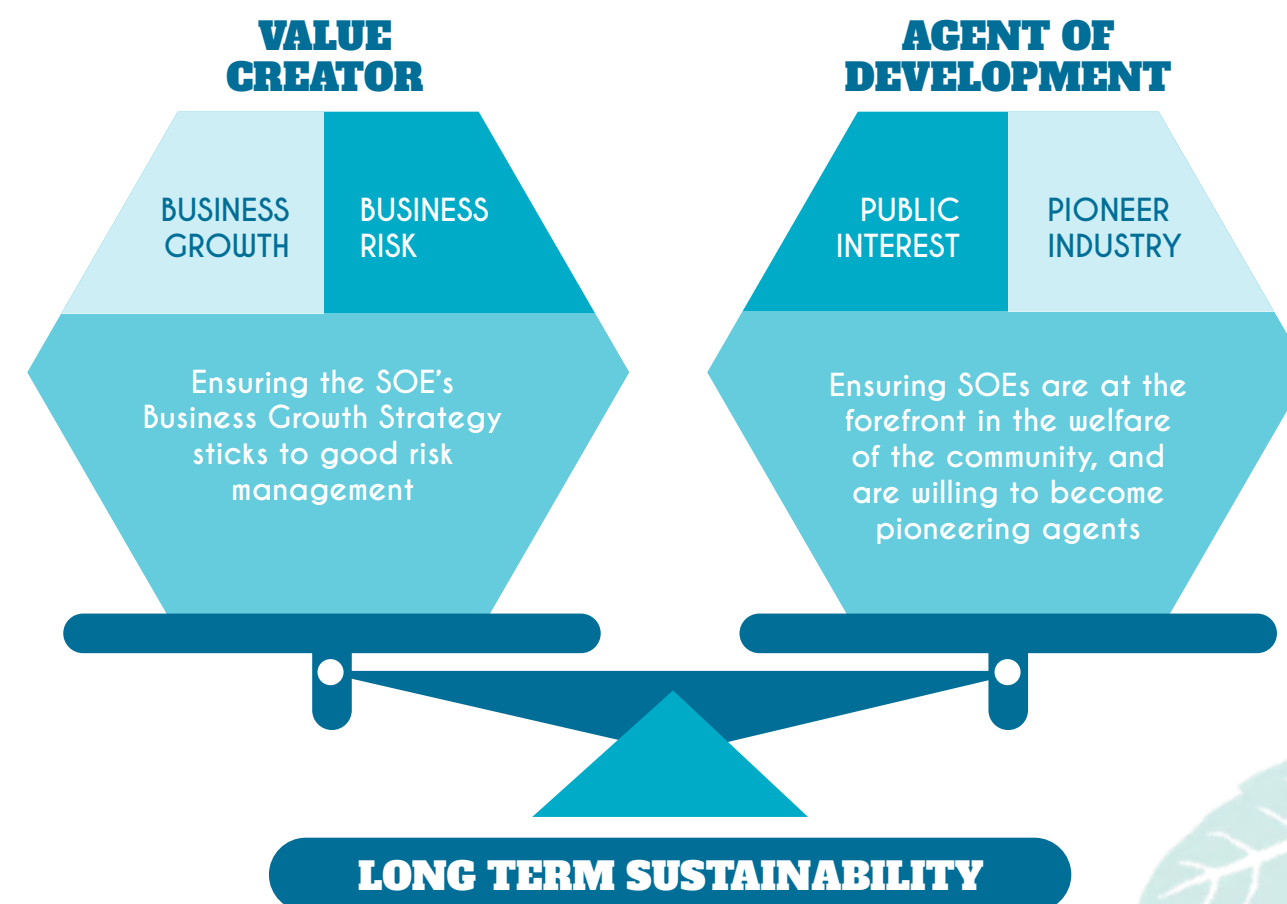 VALUE
CREATOR
BUSINESS
GROWTH
BUSINESS
RISK
Ensuring the SOE's
Business Growth Strategy
sticks to good risk
management
AGENT OF
DEVELOPMENT
PUBLIC
INTEREST
PIONEER
INDUSTRY
Ensuring SOEs are at the
forefront in the welfare
of the community, and
are willing to become
pioneering agents
LONG TERM SUSTAINABILITY